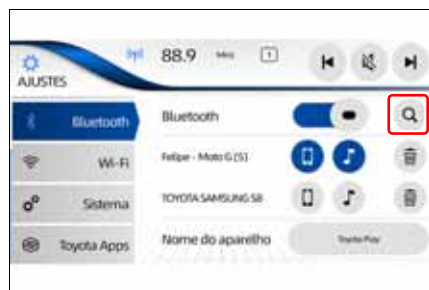 88.9 MHz 1
AJUSTES
Bluetooth
Bluetooth
Wi-Fi
Felipe - Moto G (5)
Sistema
TOYOTA SAMSUNG S8
Toyota Apps
Nome do aparelho
Toyota Play